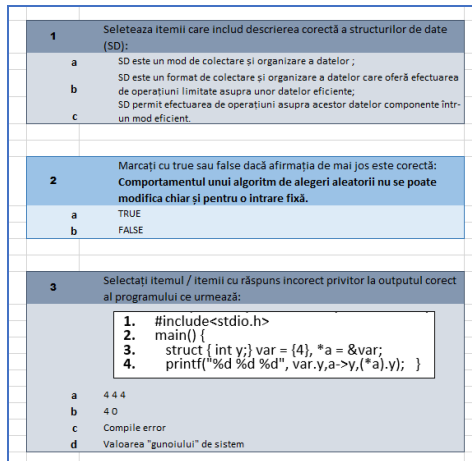 1 Seleteaza itemii care includ descrierea corectă a structurilor de date
(SD):
a SD este un mod de colectare și organizare a datelor ;
SD este un format de colectare și organizare a datelor care oferă efectuarea
b de operațiuni limitate asupra unor datelor eficiente;
SD permit efectuarea de operațiuni asupra acestor datelor componente într-
c un mod eficient.
Marcați cu true sau false dacă afirmația de mai jos este corectă:
2 Comportamentul unui algoritm de alegeri aleatorii nu se poate
modifica chiar și pentru o intrare fixă.
a TRUE
b FALSE
3 Selectați itemul / itemii cu răspuns incorect privitor la outputul corect
al programului ce urmează:
1. #include<stdio.h>
2. main() {
3. struct { int y;} var = {4}, *a = &var;
4. printf("%d %d %d", var.y,a->y,(*a).y); }
a 4 4 4
b 4 0
c Compile error
d Valoarea "gunoiului" de sistem